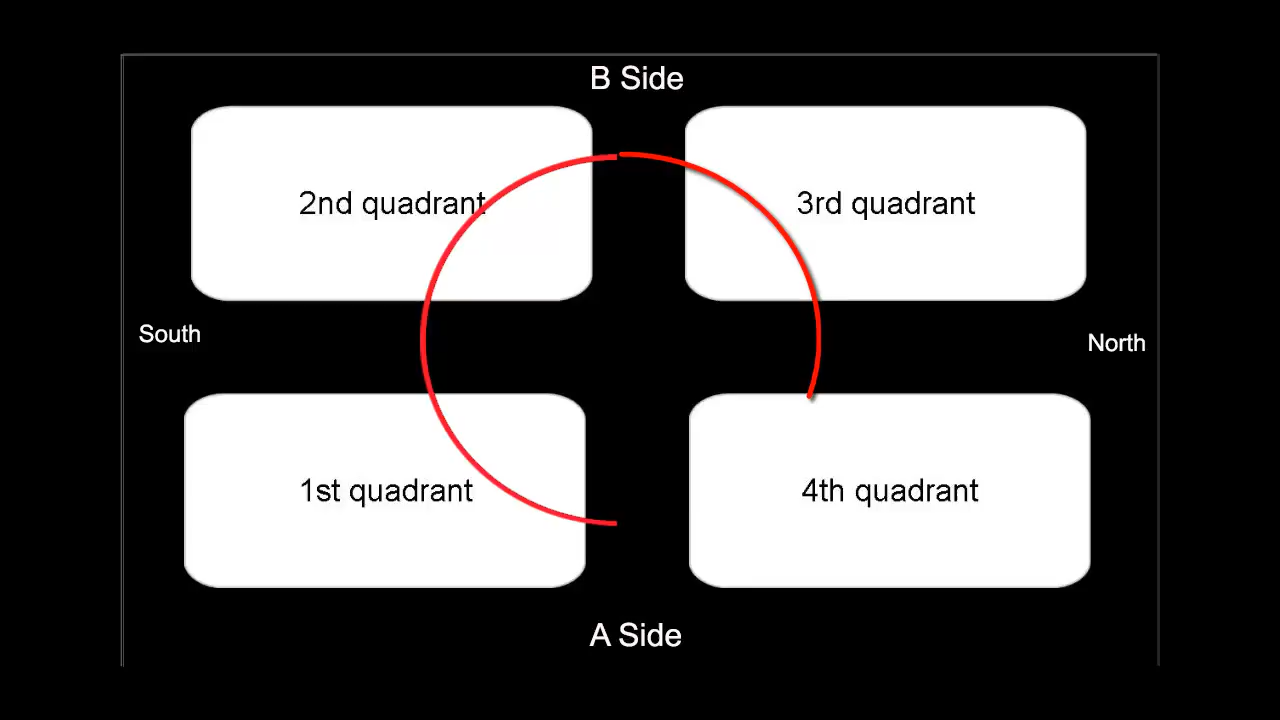 B Side
2nd quadrant
3rd quadrant
South
North
1st quadrant
4th quadrant
A Side